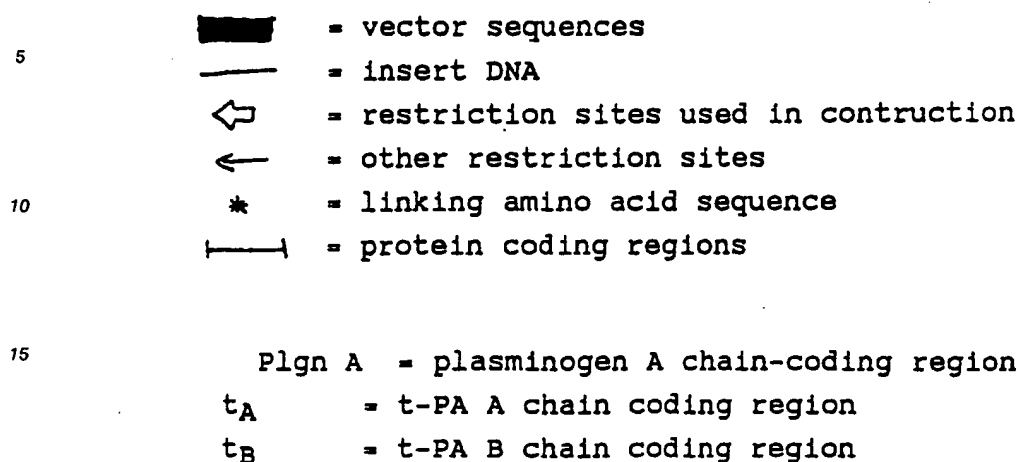 = vector sequences
5
= insert DNA
= restriction sites used in contruction
= other restriction sites
10 * = linking amino acid sequence
= protein coding regions
15 Plgn A = plasminogen A chain-coding region
tA = t-PA A chain coding region
tB = t-PA B chain coding region